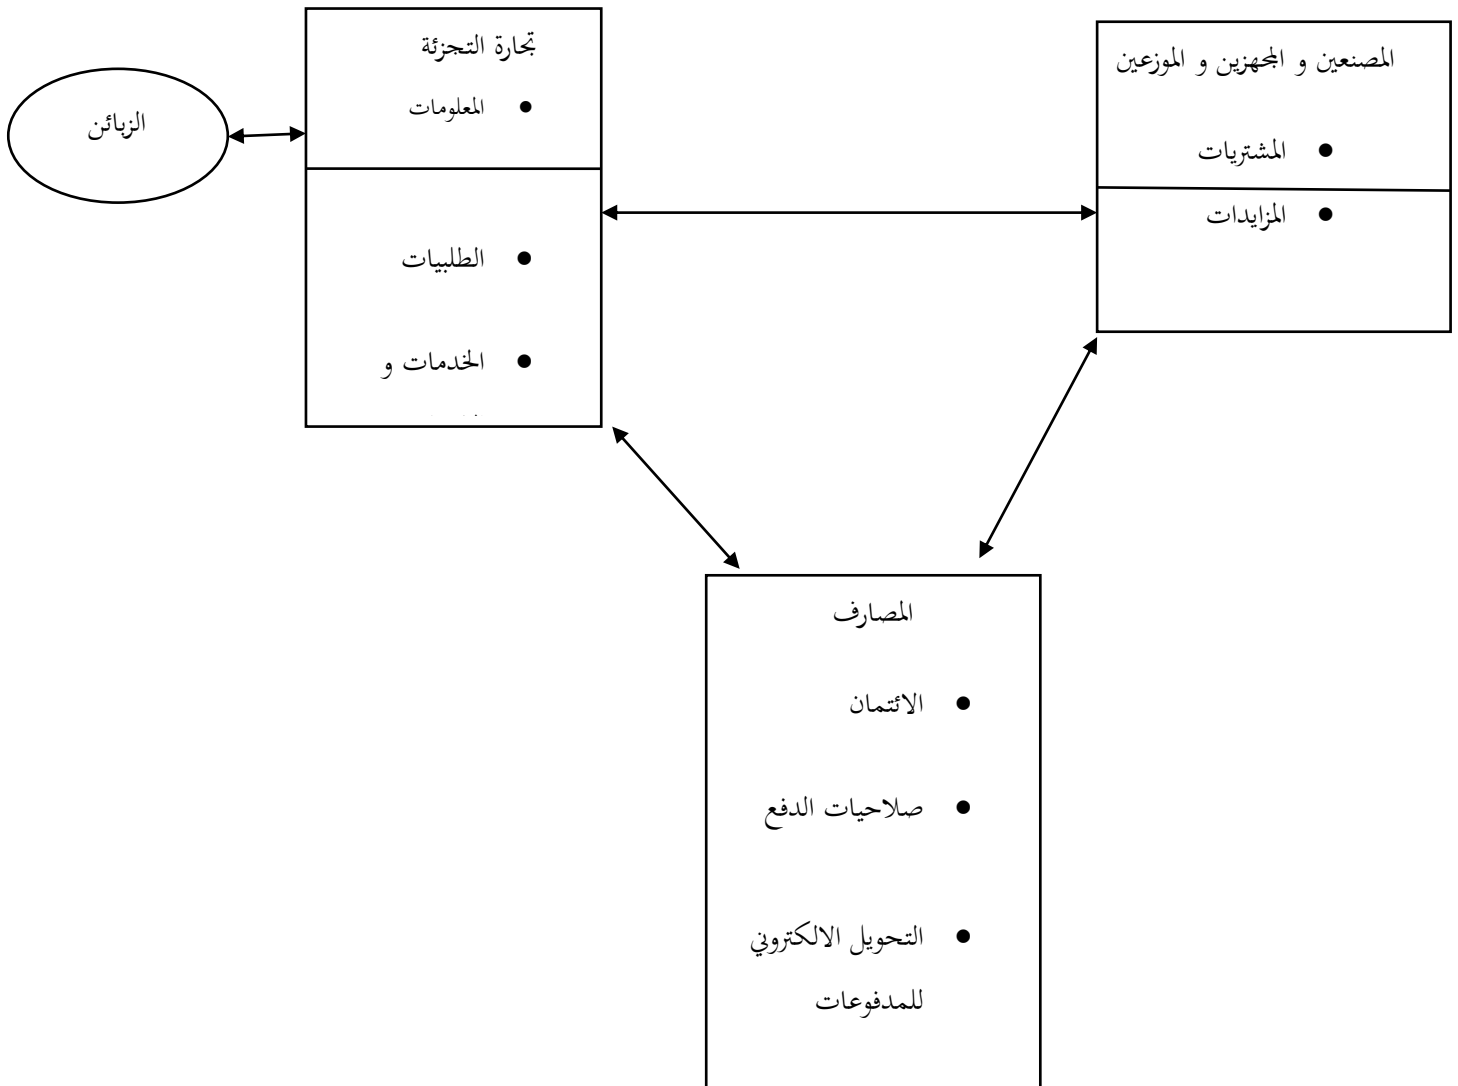 المصنعين و المجهزين و الموزعين
● المشتريات
● المزايدات
تجارة التجزئة
● المعلومات
● الطلبيات
● الخدمات و
الزبائن
المصارف
● الائتمان
● صلاحيات الدفع
● التحويل الالكتروني
للمدفوعات